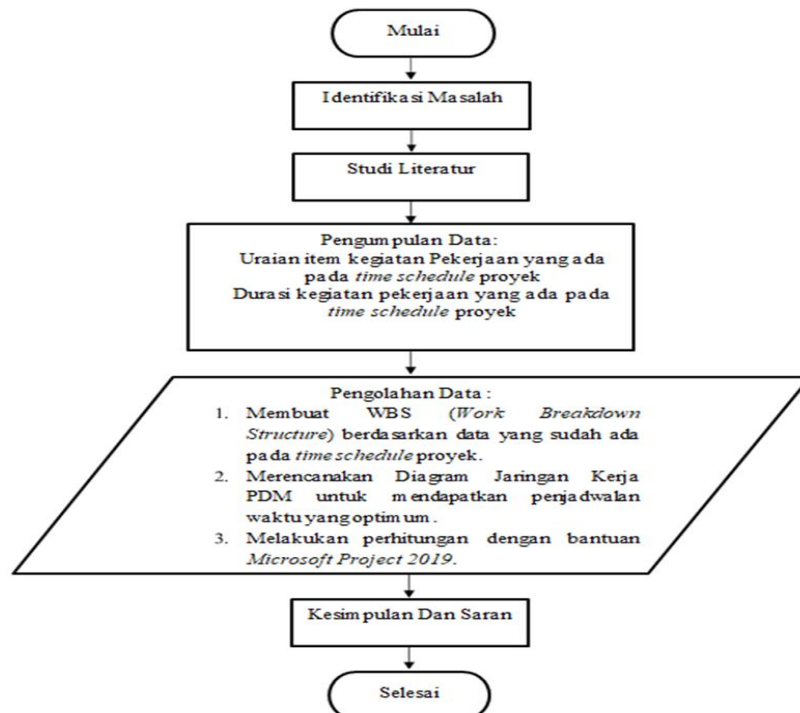 Mulai
Identifikasi Masalah
Studi Literatur
Pengumpulan Data:
Uraian item kegiatan Pekerjaan yang ada
pada time schedule proyek
Durasi kegiatan pekerjaan yang ada pada
time schedule proyek
Pengolahan Data :
1. Membuat WBS (Work Breakdown
Structure) berdasarkan data yang sudah ada
pada time schedule proyek.
2. Merencanakan Diagram Jaringan Kerja
PDM untuk mendapatkan penjadwalan
waktu yang optimum.
3. Melakukan perhitungan dengan bantuan
Microsoft Project 2019.
Kesimpulan Dan Saran
Selesai